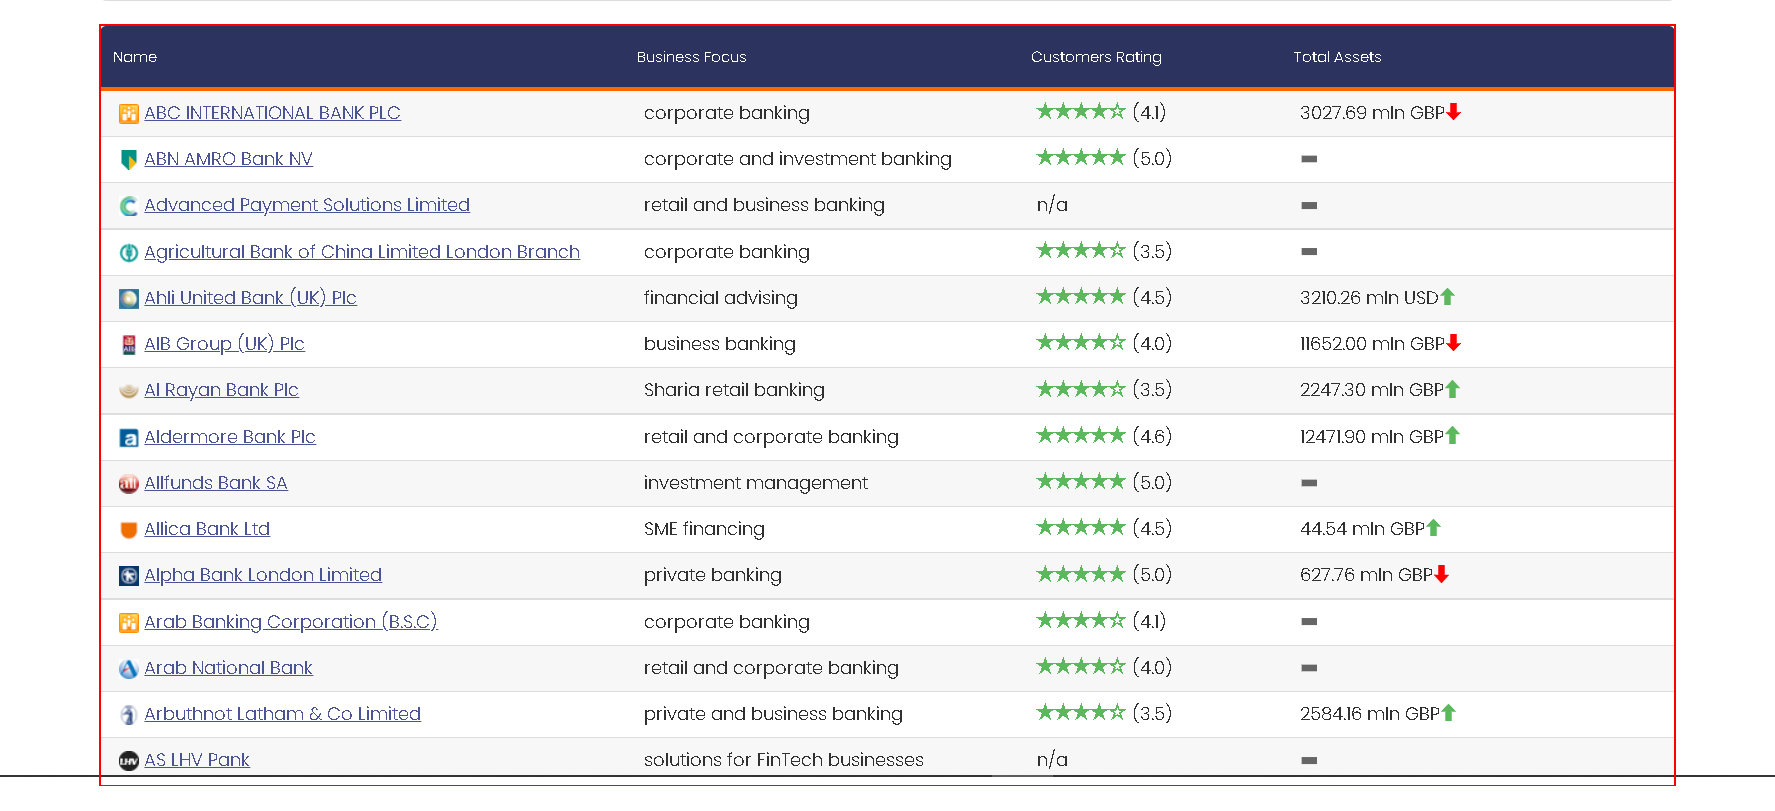 Name Business Focus Customers Rating Total Assets
ABC INTERNATIONAL BANK PLC corporate banking ★★★★☆ (4.1) 3027.69 mln GBP
ABN AMRO Bank NV corporate and investment banking ★★★★★ (5.0)
Advanced Payment Solutions Limited retail and business banking n/a
Agricultural Bank of China Limited London Branch corporate banking ★★★★☆ (3.5)
Ahli United Bank (UK) Plc financial advising ★★★★★ (4.5) 3210.26 mln USD
AIB Group (UK) Plc business banking ★★★★☆ (4.0) 11652.00 mln GBP
Al Rayan Bank Plc Sharia retail banking ★★★★☆ (3.5) 2247.30 mln GBP
Aldermore Bank Plc retail and corporate banking ★★★★★ (4.6) 12471.90 mln GBP
Allfunds Bank SA investment management ★★★★★ (5.0)
Allica Bank Ltd SME financing ★★★★★ (4.5) 44.54 mln GBP
Alpha Bank London Limited private banking ★★★★★ (5.0) 627.76 mln GBP
Arab Banking Corporation (B.S.C) corporate banking ★★★★☆ (4.1)
Arab National Bank retail and corporate banking ★★★★☆ (4.0)
Arbuthnot Latham & Co Limited private and business banking ★★★★☆ (3.5) 2584.16 mln GBP
LHV AS LHV Pank solutions for FinTech businesses n/a